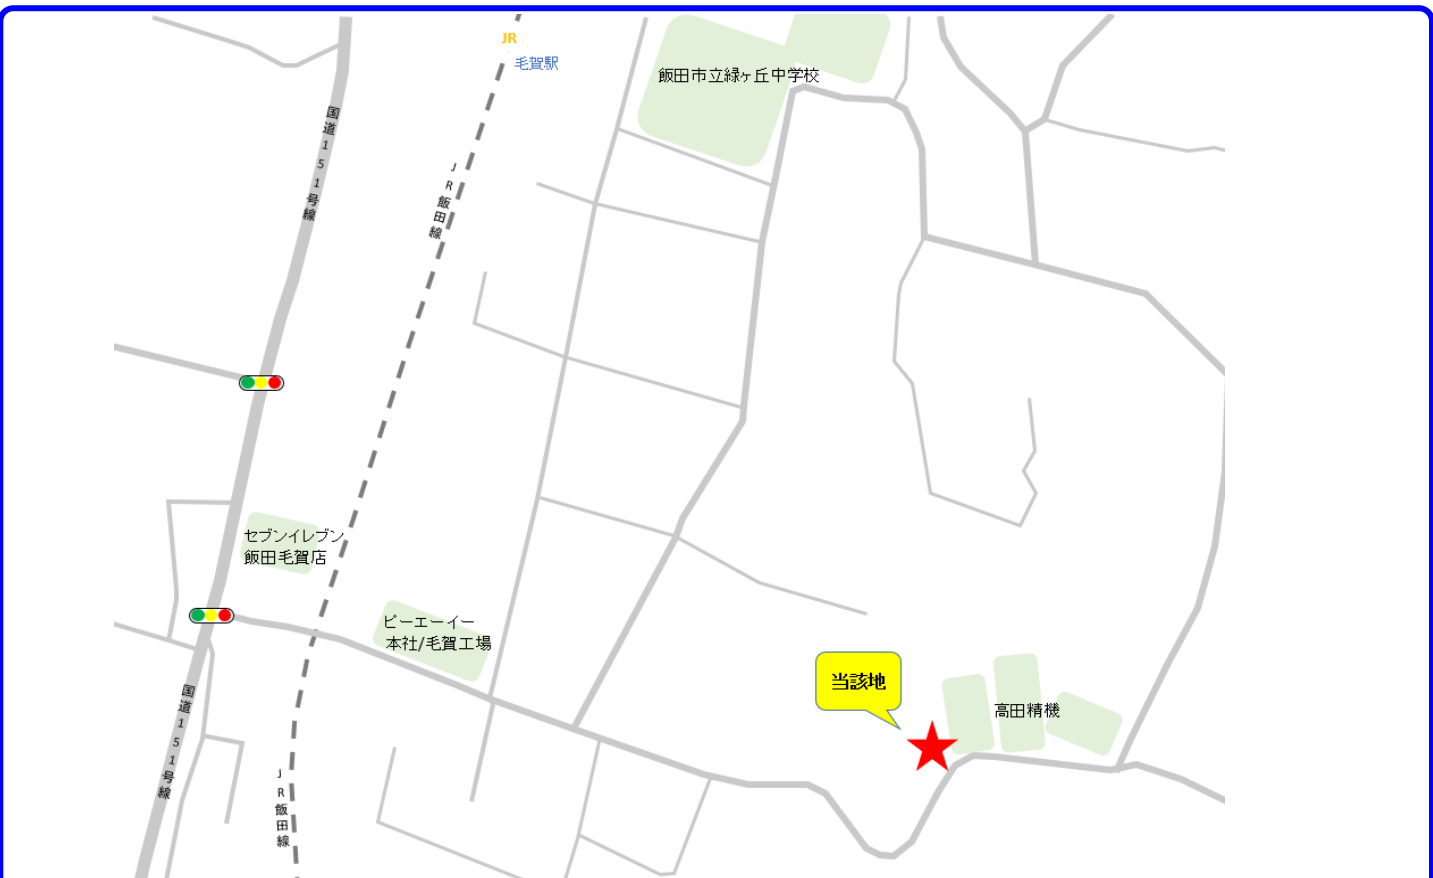 JR
毛賀駅
飯田市立緑ヶ丘中学校
国道151号線
JR飯田線
セブンイレブン
飯田毛賀店
ビーエーイー
本社/毛賀工場
当該地
高田精機
国道151号線
JR飯田線